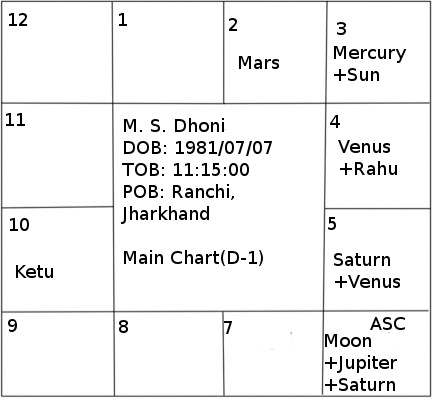 12
1
2
Mars
3
Mercury
+Sun
11
M. S. Dhoni
DOB: 1981/07/07
TOB: 11:15:00
POB: Ranchi,
Jharkhand
Main Chart(D-1)
4
Venus
+Rahu
10
Ketu
5
Saturn
+Venus
9
8
7
ASC
Moon
+Jupiter
+Saturn